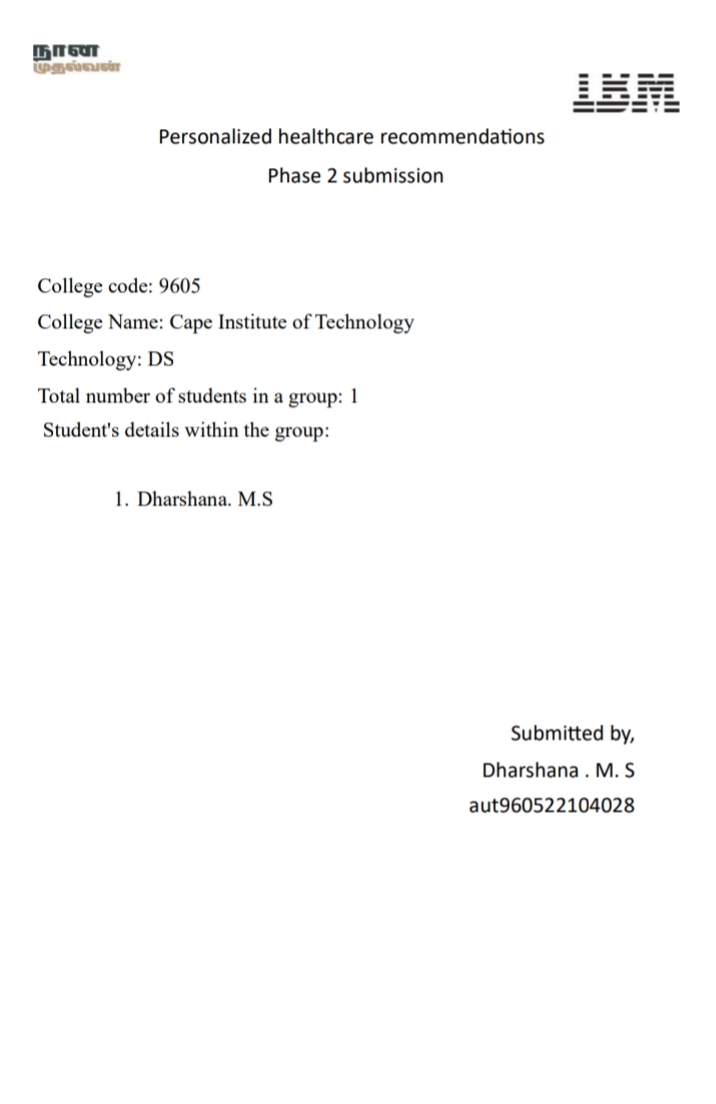 நான்
முதல்வன்
IBM
Personalized healthcare recommendations
Phase 2 submission
College code: 9605
College Name: Cape Institute of Technology
Technology: DS
Total number of students in a group: 1
Student's details within the group:
1. Dharshana. M.S
Submitted by,
Dharshana . M. S
aut960522104028